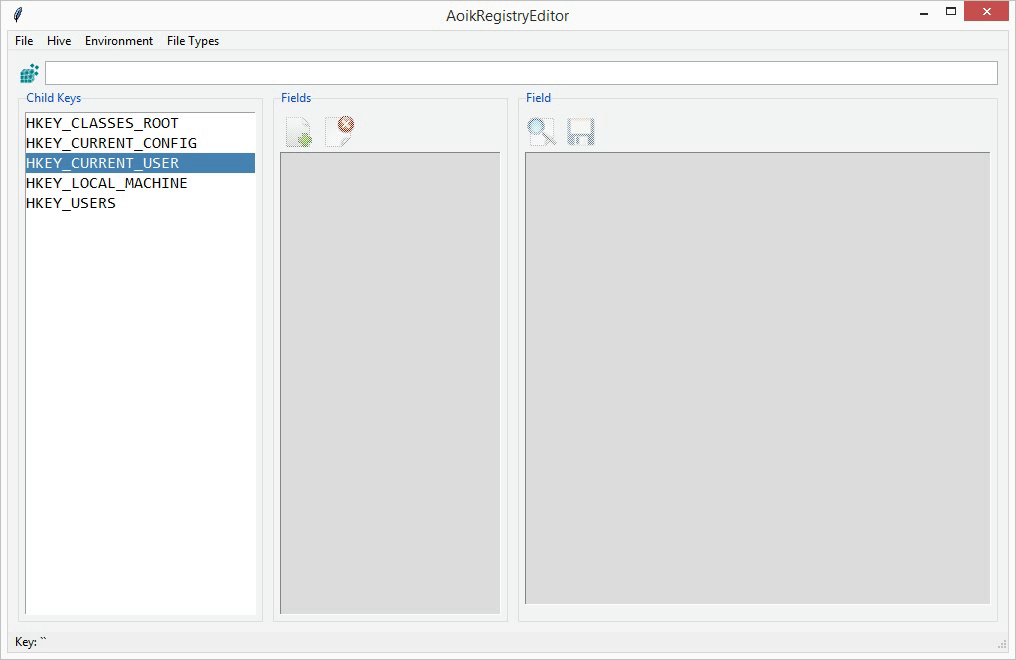 AoikRegistryEditor
File Hive Environment File Types
Child Keys Fields Field
HKEY_CLASSES_ROOT
HKEY_CURRENT_CONFIG
HKEY_CURRENT_USER
HKEY_LOCAL_MACHINE
HKEY_USERS
Key: ``